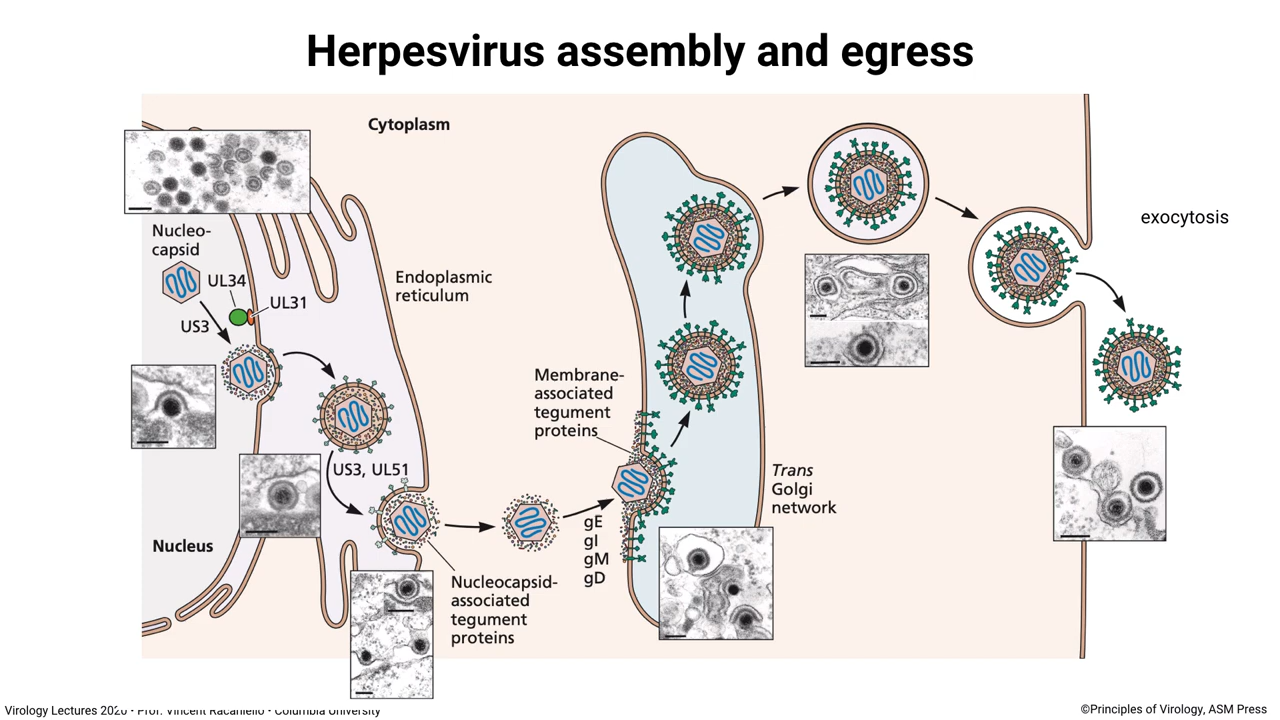 Herpesvirus assembly and egress
Cytoplasm
Nucleo-
capsid
UL34
UL31
US3
Endoplasmic
reticulum
exocytosis
Membrane-
associated
tegument
proteins
US3, UL51
Trans
Golgi
network
gE
gI
gM
gD
Nucleus
Nucleocapsid-
associated
tegument
proteins
Virology Lectures 2020 • Prof. Vincent Racaniello • Columbia University
©Principles of Virology, ASM Press